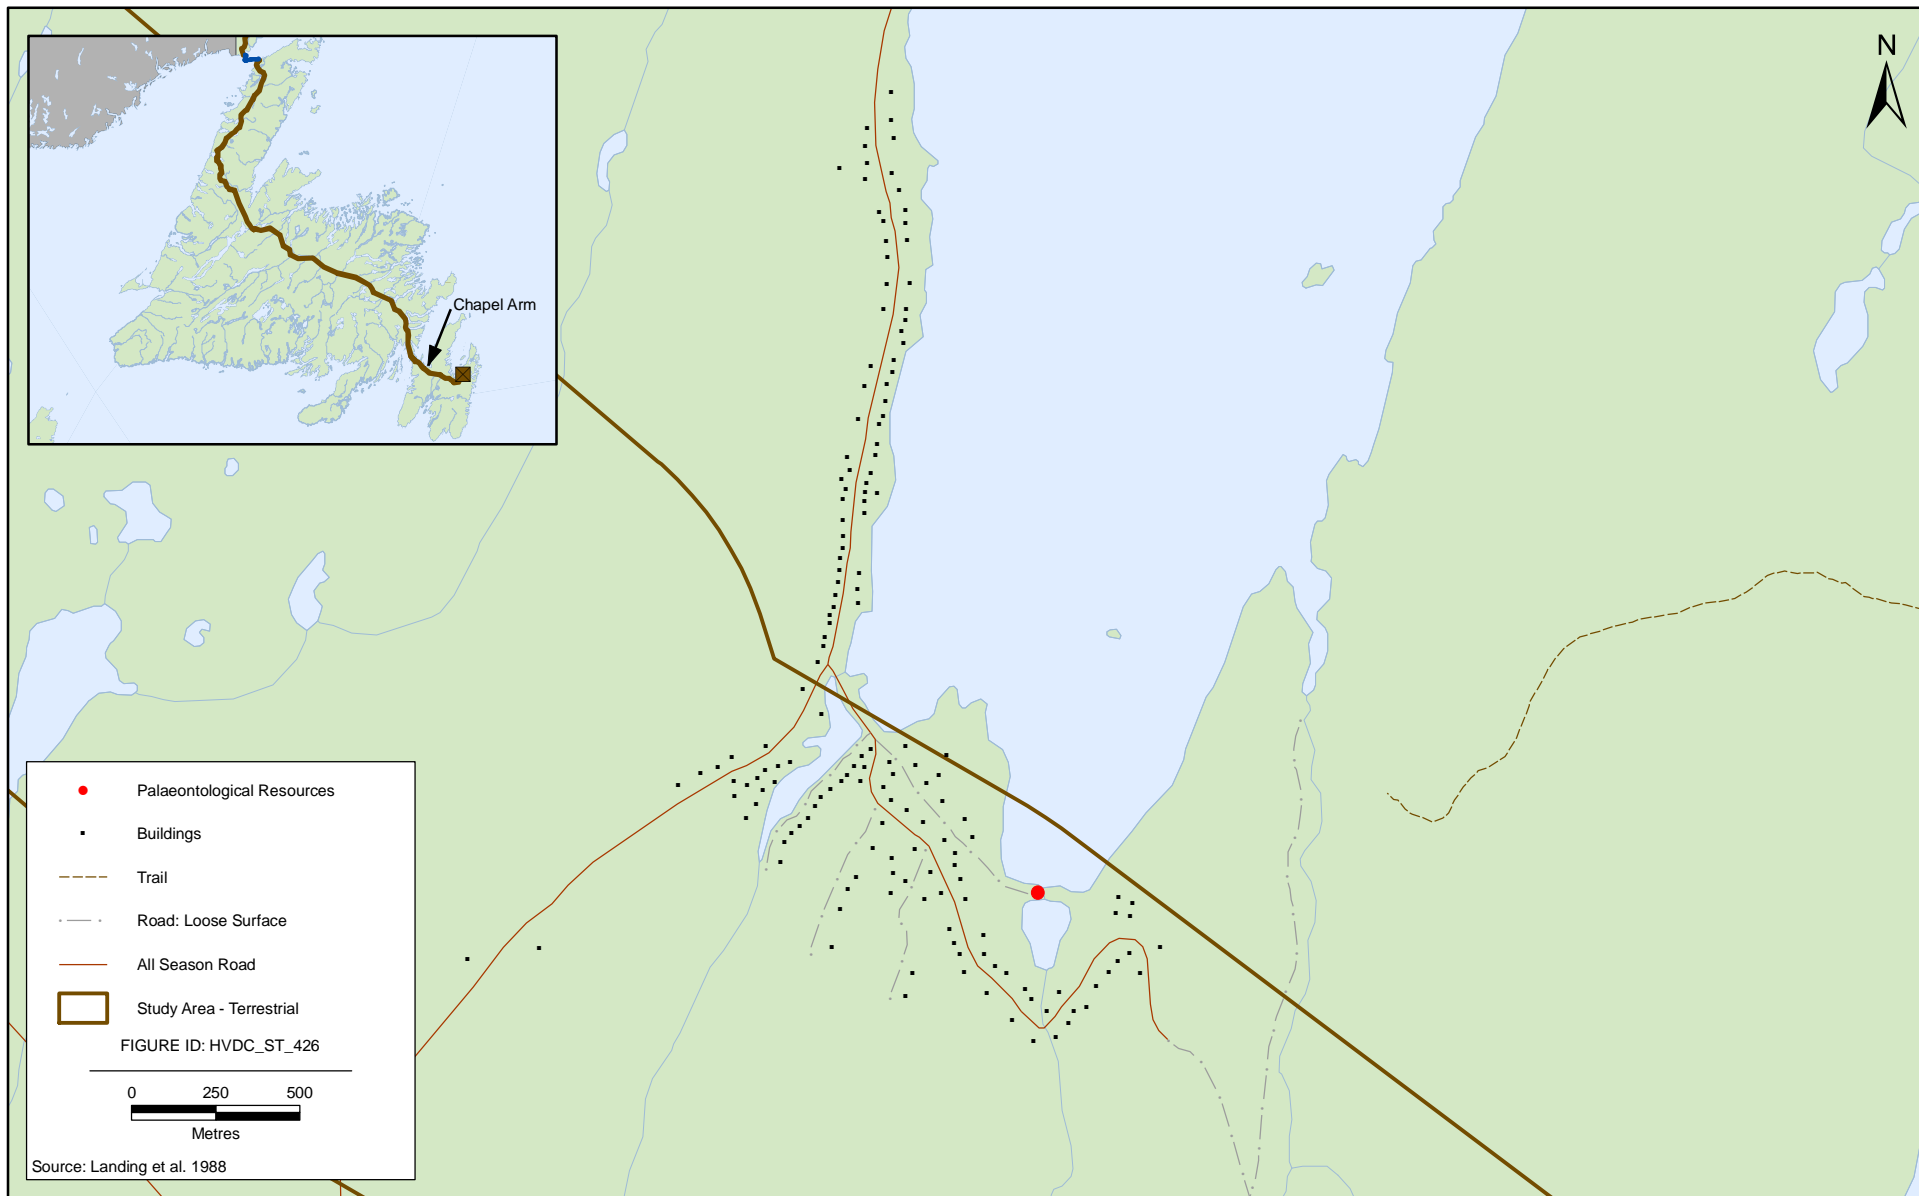 N
Chapel Arm
Palaeontological Resources
Buildings
Trail
Road: Loose Surface
All Season Road
Study Area - Terrestrial
FIGURE ID: HVDC_ST_426
0 250 500
Metres
Source: Landing et al. 1988